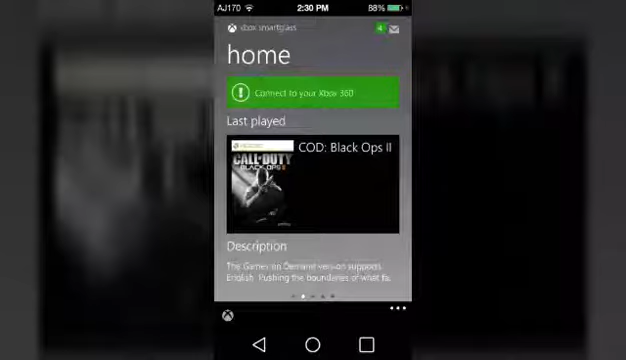 AJ170 2:30 PM 88%
xbox smartglass
home
Connect to your Xbox 360
Last played
COD: Black Ops II
CALL·DUTY
BLACK OPS II
Description
The Games on Demand version supports
English. Pushing the boundaries of what fa.